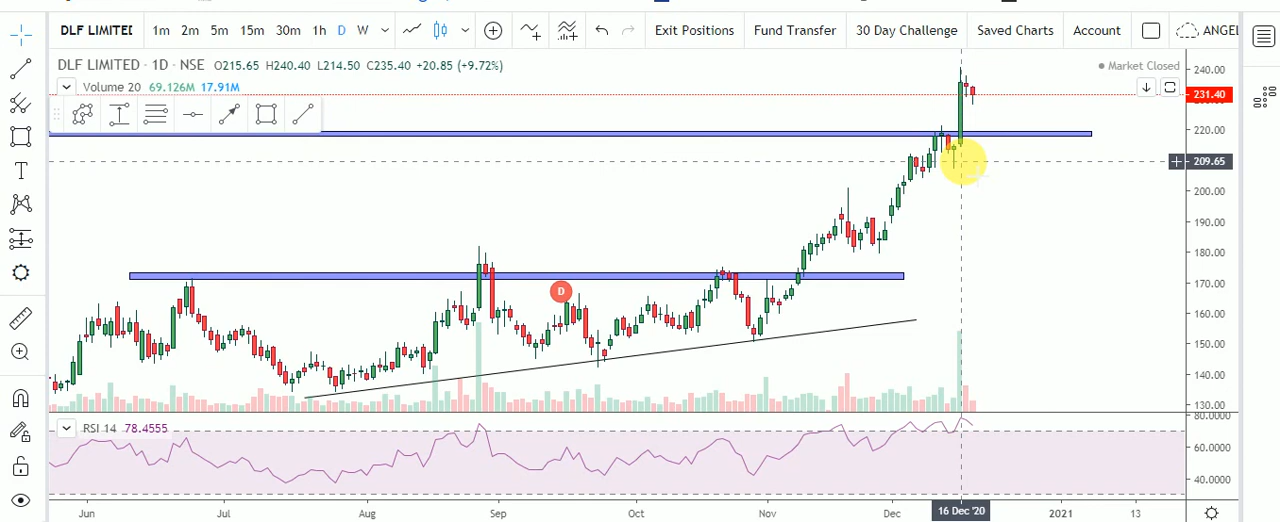 DLF LIMITED 1m 2m 5m 15m 30m 1h D W Exit Positions Fund Transfer 30 Day Challenge Saved Charts Account ANGEL
DLF LIMITED · 1D · NSE O215.65 H240.40 L214.50 C235.40 +20.85 (+9.72%)
Market Closed
Volume 20 69.126M 17.91M
240.00
231.40
220.00
209.65
200.00
190.00
180.00
170.00
D
160.00
150.00
140.00
130.00
RSI 14 78.4555
80.0000
60.0000
40.0000
Jun Jul Aug Sep Oct Nov Dec 16 Dec '20 2021 13